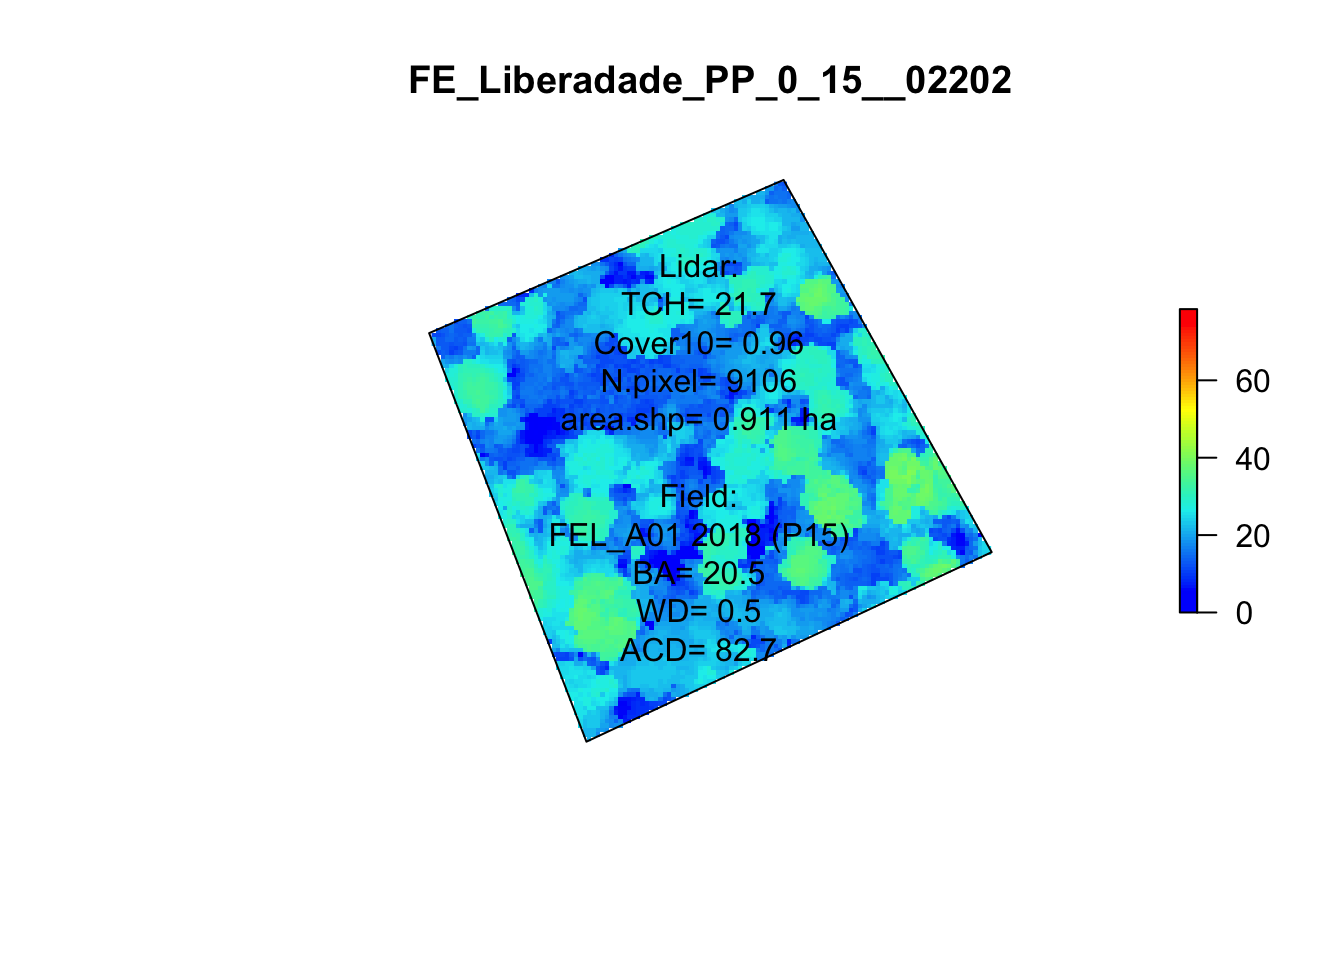 FE_Liberadade_PP_0_15__02202
Lidar:
TCH= 21.7
Cover10= 0.96
N.pixel= 9106
area.shp= 0.911 ha
Field:
FEL_A01 2018 (P15)
BA= 20.5
WD= 0.5
ACD= 82.7
60
40
20
0